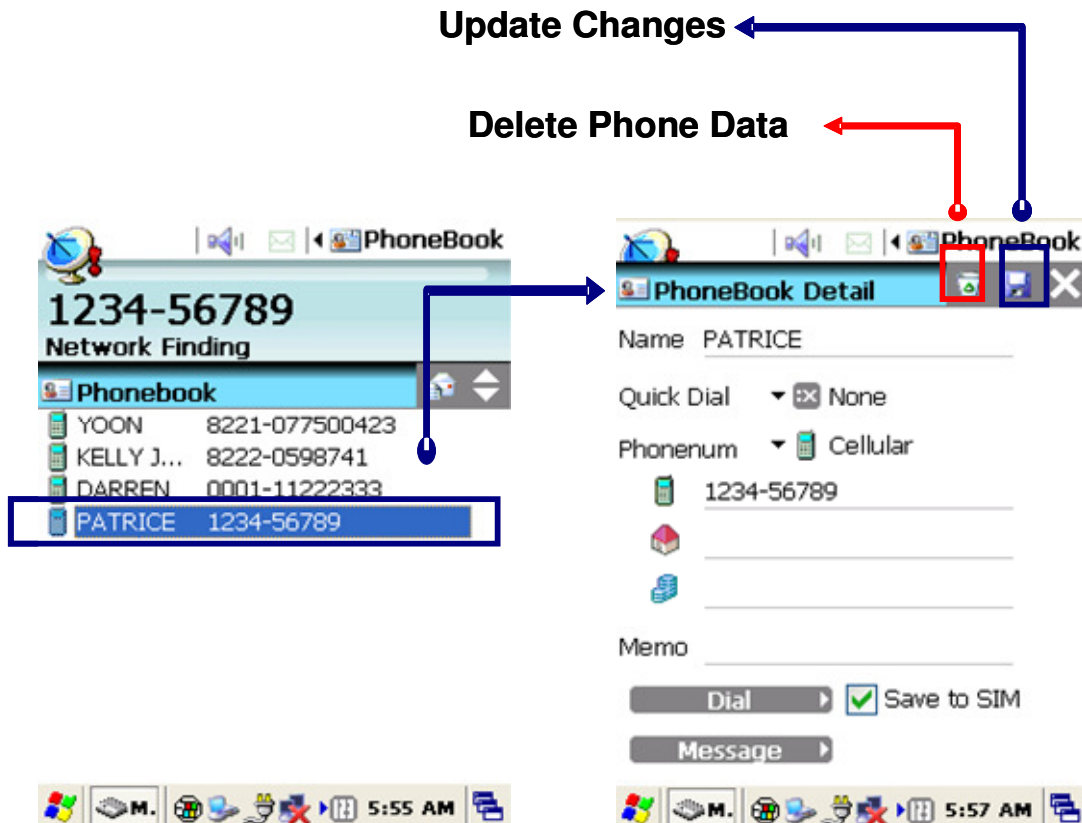 Update Changes
Delete Phone Data
PhoneBook
1234-56789
Network Finding
Phonebook
YOON 8221-077500423
KELLY J... 8222-0598741
DARREN 0001-11222333
PATRICE 1234-56789
M. 5:55 AM
PhoneBook
PhoneBook Detail
Name PATRICE
Quick Dial None
Phonenum Cellular
1234-56789
Memo
Dial Save to SIM
Message
M. 5:57 AM